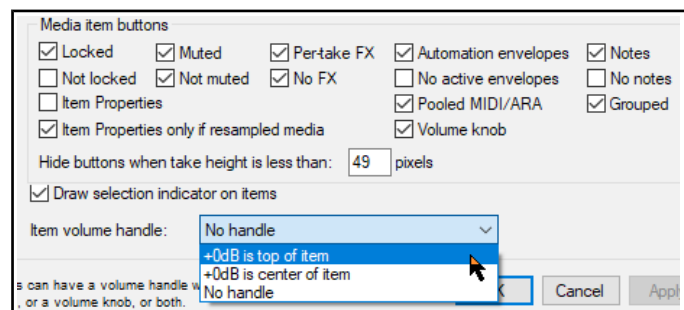 Media item buttons
Locked Muted Per-take FX Automation envelopes Notes
Not locked Not muted No FX No active envelopes No notes
Item Properties Pooled MIDI/ARA Grouped
Item Properties only if resampled media Volume knob
Hide buttons when take height is less than: 49 pixels
Draw selection indicator on items
Item volume handle: No handle
+0dB is top of item
+0dB is center of item
No handle
s can have a volume handle w
, or a volume knob, or both.
Cancel Apply